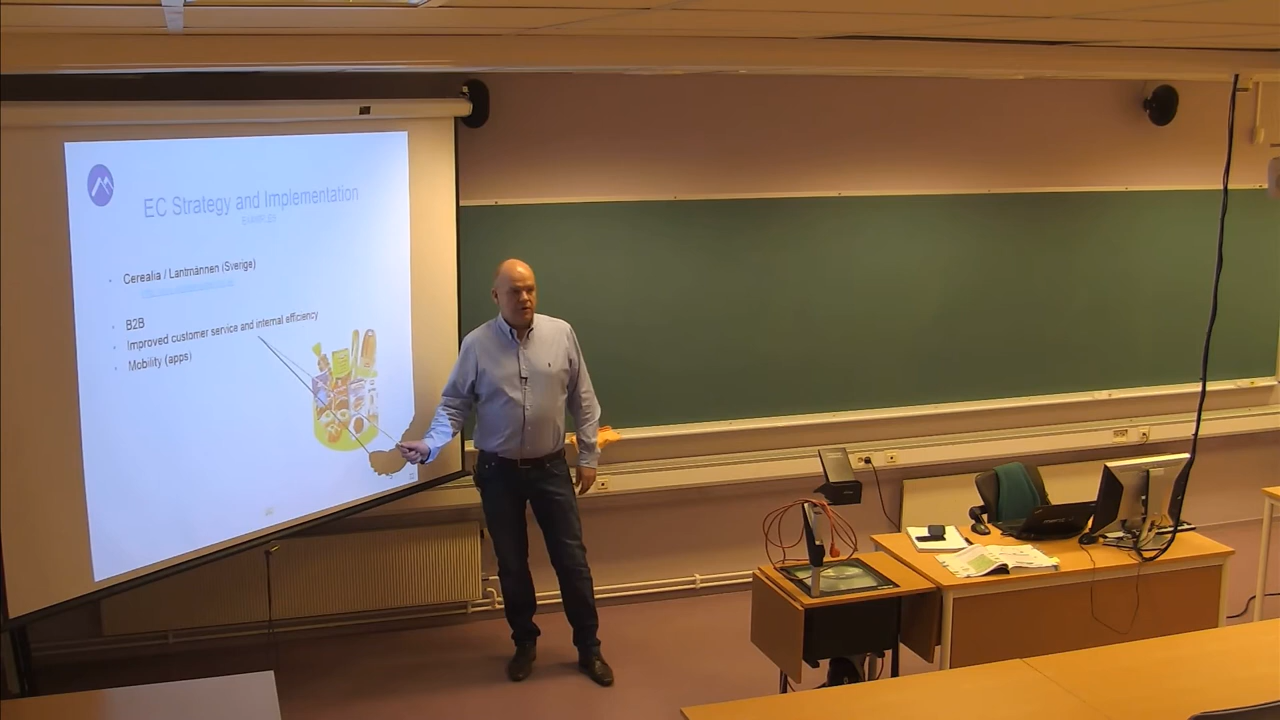 EC Strategy and Implementation
Cerealia / Lantmännen (Sverige)
B2B
Improved customer service and internal efficiency
Mobility (apps)